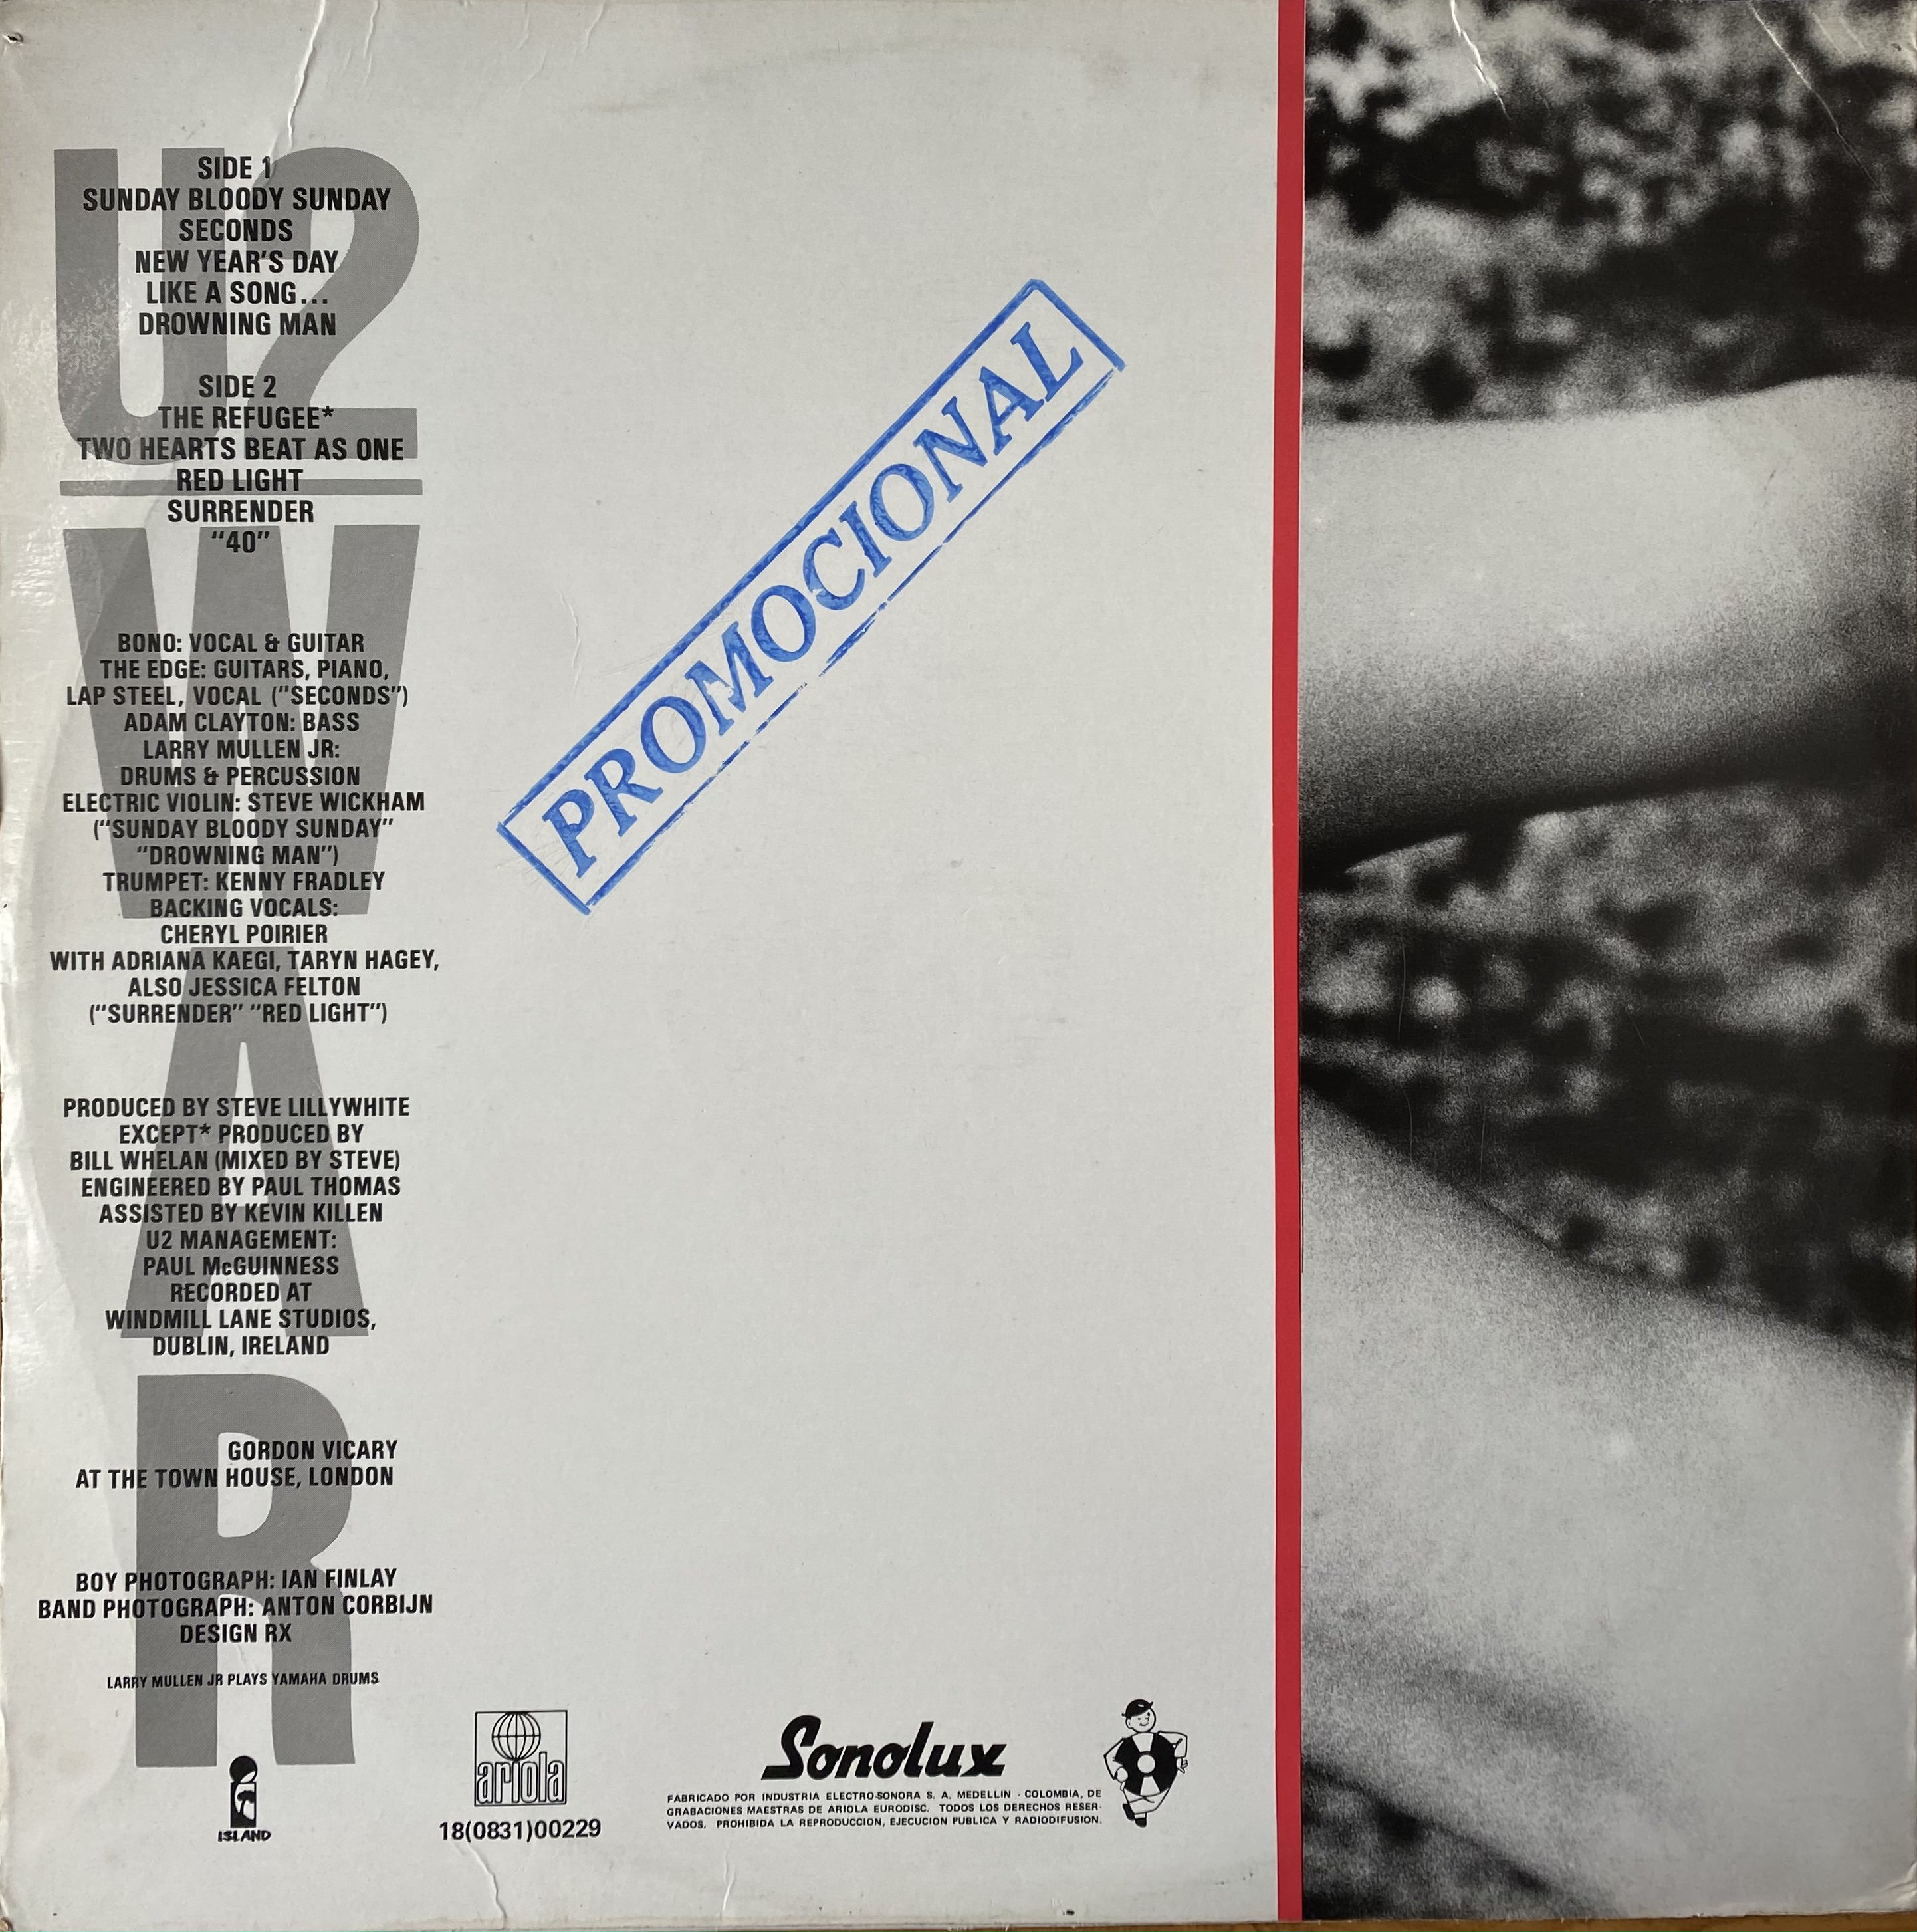 U2
WAR
SIDE 1
SUNDAY BLOODY SUNDAY
SECONDS
NEW YEAR'S DAY
LIKE A SONG...
DROWNING MAN
SIDE 2
THE REFUGEE*
TWO HEARTS BEAT AS ONE
RED LIGHT
SURRENDER
"40"
BONO: VOCAL & GUITAR
THE EDGE: GUITARS, PIANO,
LAP STEEL, VOCAL ("SECONDS")
ADAM CLAYTON: BASS
LARRY MULLEN JR:
DRUMS & PERCUSSION
ELECTRIC VIOLIN: STEVE WICKHAM
("SUNDAY BLOODY SUNDAY"
"DROWNING MAN")
TRUMPET: KENNY FRADLEY
BACKING VOCALS:
CHERYL POIRIER
WITH ADRIANA KAEGI, TARYN HAGEY,
ALSO JESSICA FELTON
("SURRENDER" "RED LIGHT")
PRODUCED BY STEVE LILLYWHITE
EXCEPT* PRODUCED BY
BILL WHELAN (MIXED BY STEVE)
ENGINEERED BY PAUL THOMAS
ASSISTED BY KEVIN KILLEN
U2 MANAGEMENT:
PAUL McGUINNESS
RECORDED AT
WINDMILL LANE STUDIOS,
DUBLIN, IRELAND
GORDON VICARY
AT THE TOWN HOUSE, LONDON
BOY PHOTOGRAPH: IAN FINLAY
BAND PHOTOGRAPH: ANTON CORBIJN
DESIGN RX
LARRY MULLEN JR PLAYS YAMAHA DRUMS
ISLAND
PROMOCIONAL
ariola
18(0831)00229
Sonolux
FABRICADO POR INDUSTRIA ELECTRO-SONORA S. A. MEDELLIN - COLOMBIA, DE
GRABACIONES MAESTRAS DE ARIOLA EURODISC. TODOS LOS DERECHOS RESER-
VADOS. PROHIBIDA LA REPRODUCCION, EJECUCION PUBLICA Y RADIODIFUSION.